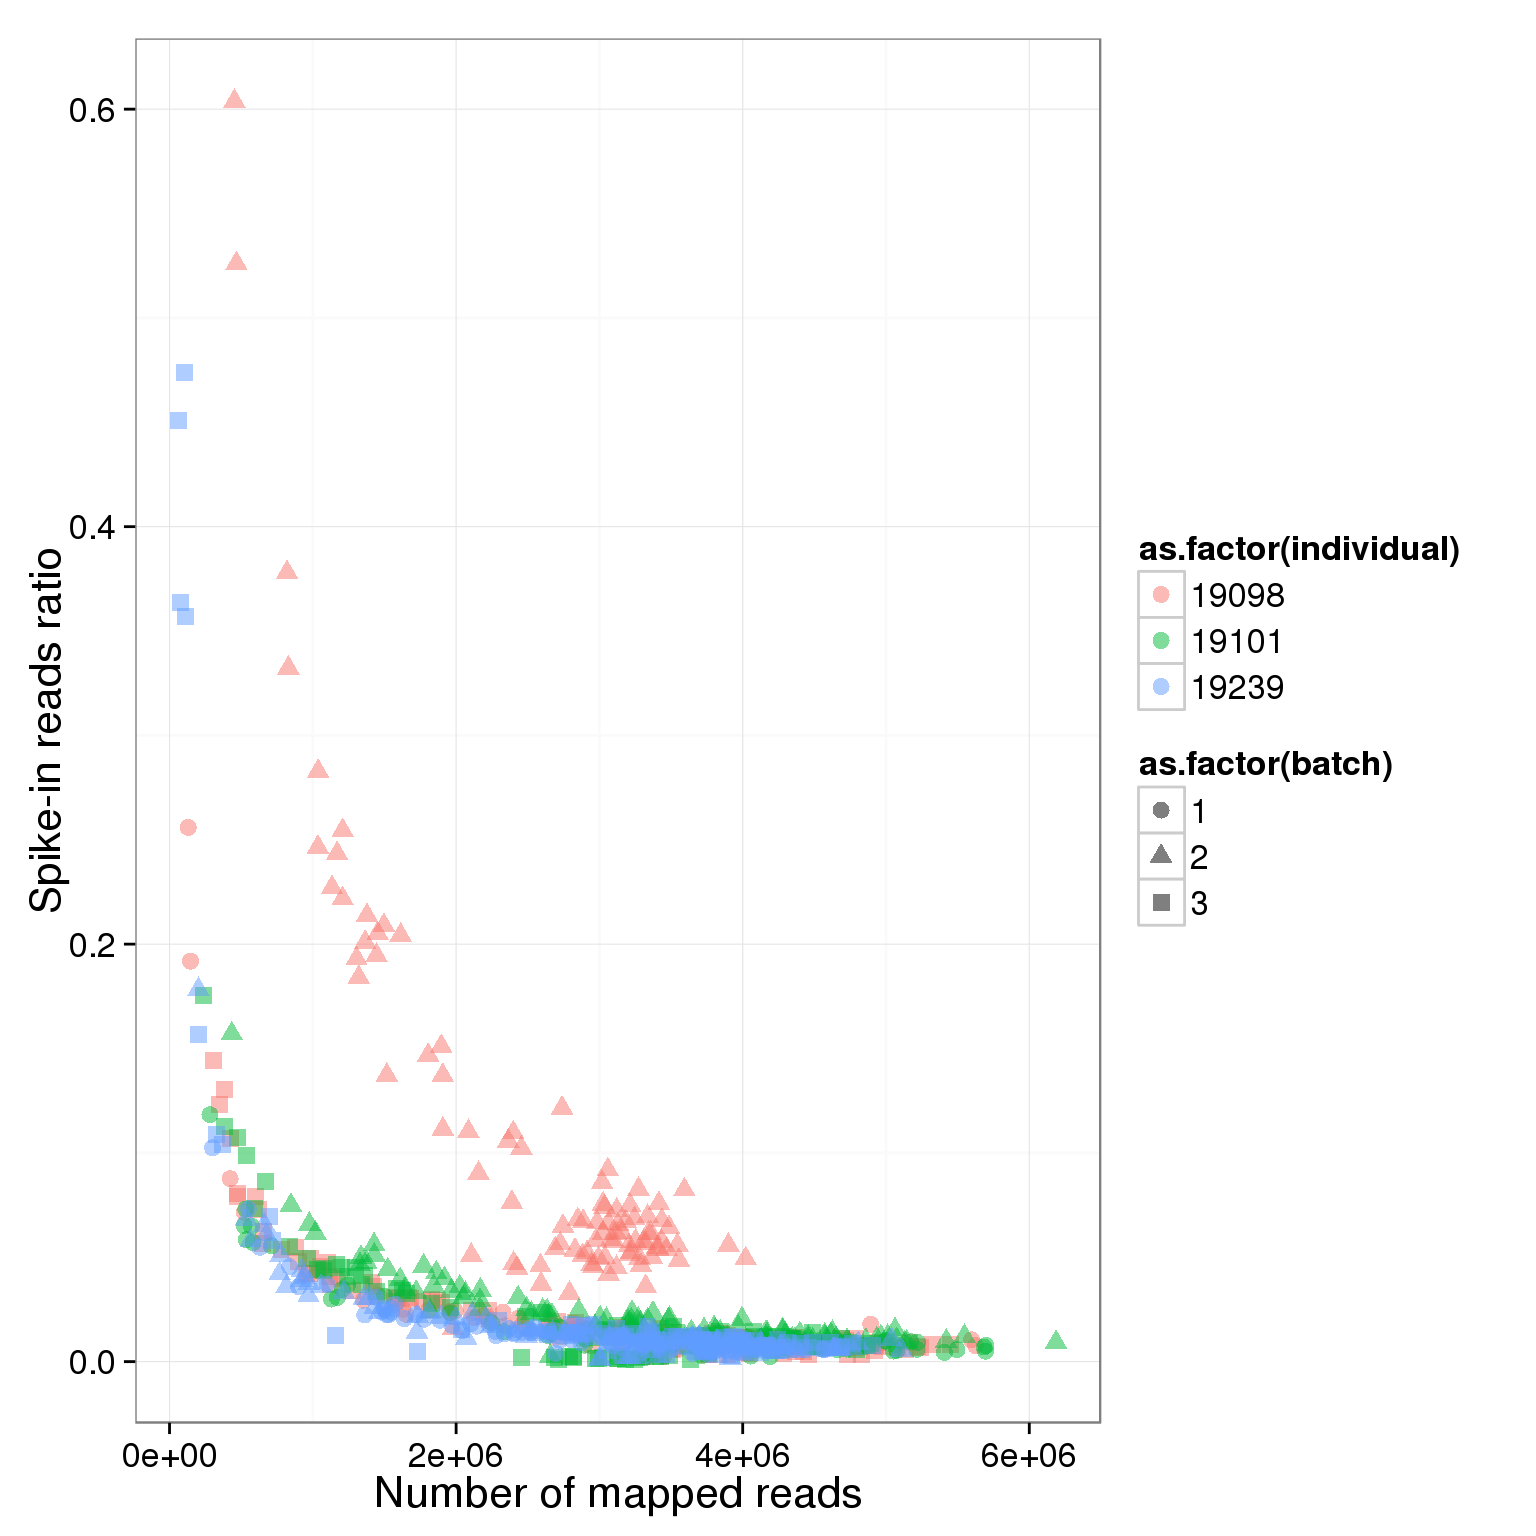 0.6
0.4
0.2
0.0
Spike-in reads ratio
0e+00 2e+06 4e+06 6e+06
Number of mapped reads
as.factor(individual)
19098
19101
19239
as.factor(batch)
1
2
3